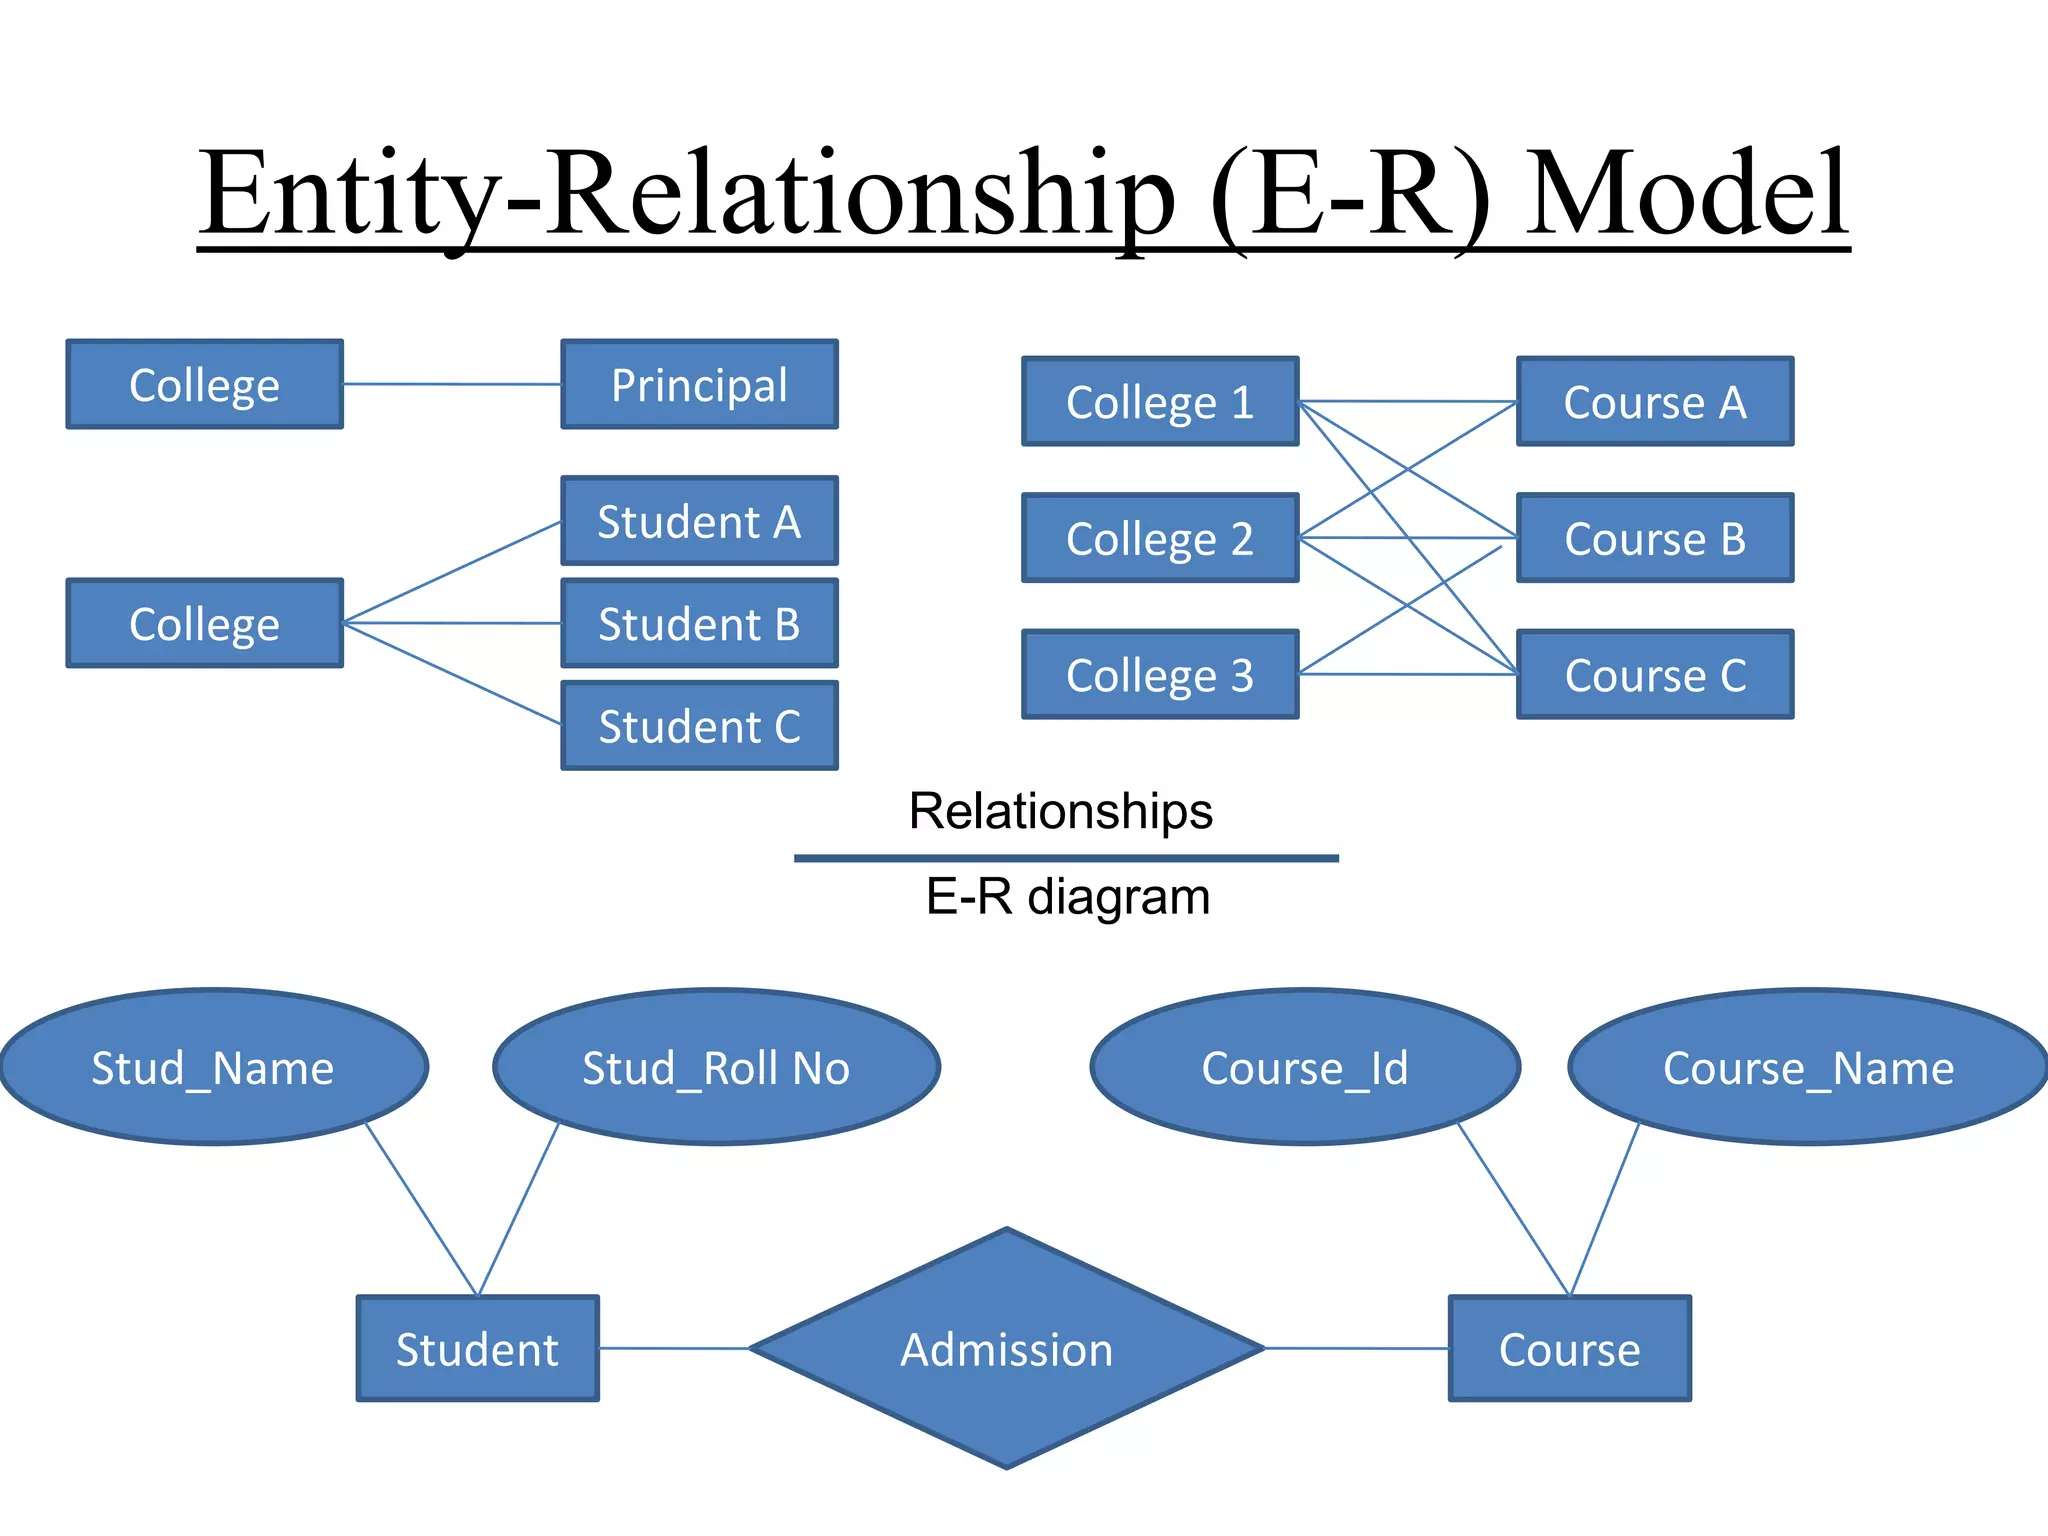 Entity-Relationship (E-R) Model
College
Principal
College
Student A
Student B
Student C
College 1
Course A
College 2
Course B
College 3
Course C
Relationships
E-R diagram
Stud_Name
Stud_Roll No
Course_Id
Course_Name
Student
Admission
Course